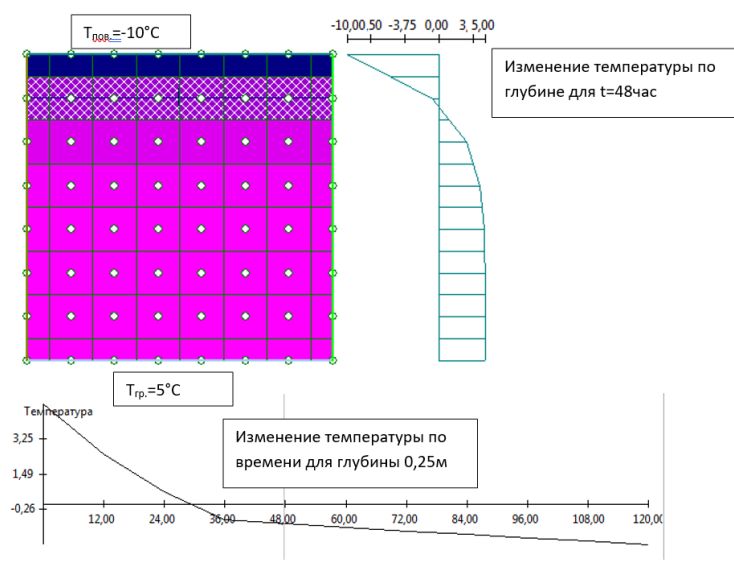 Tпов.=-10°C
-10,00,50 -3,75 0,00 3, 5,00
Изменение температуры по
глубине для t=48час
Tгр.=5°C
Температура
3,25
1,49
-0,26
Изменение температуры по
времени для глубины 0,25м
12,00 24,00 36,00 48,00 60,00 72,00 84,00 96,00 108,00 120,00